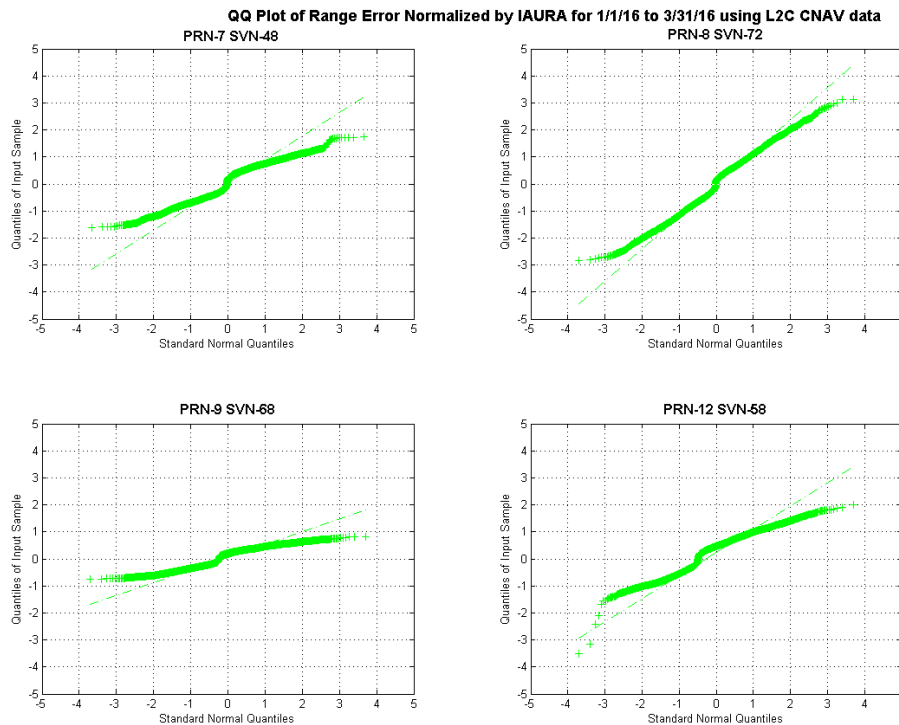 QQ Plot of Range Error Normalized by IAURA for 1/1/16 to 3/31/16 using L2C CNAV data
PRN-7 SVN-48
5
4
3
2
1
0
-1
-2
-3
-4
-5
Quantiles of Input Sample
-5 -4 -3 -2 -1 0 1 2 3 4 5
Standard Normal Quantiles
PRN-8 SVN-72
5
4
3
2
1
0
-1
-2
-3
-4
-5
Quantiles of Input Sample
-5 -4 -3 -2 -1 0 1 2 3 4
Standard Normal Quantiles
PRN-9 SVN-68
5
4
3
2
1
0
-1
-2
-3
-4
-5
Quantiles of Input Sample
-5 -4 -3 -2 -1 0 1 2 3 4 5
Standard Normal Quantiles
PRN-12 SVN-58
5
4
3
2
1
0
-1
-2
-3
-4
-5
Quantiles of Input Sample
-5 -4 -3 -2 -1 0 1 2 3 4
Standard Normal Quantiles